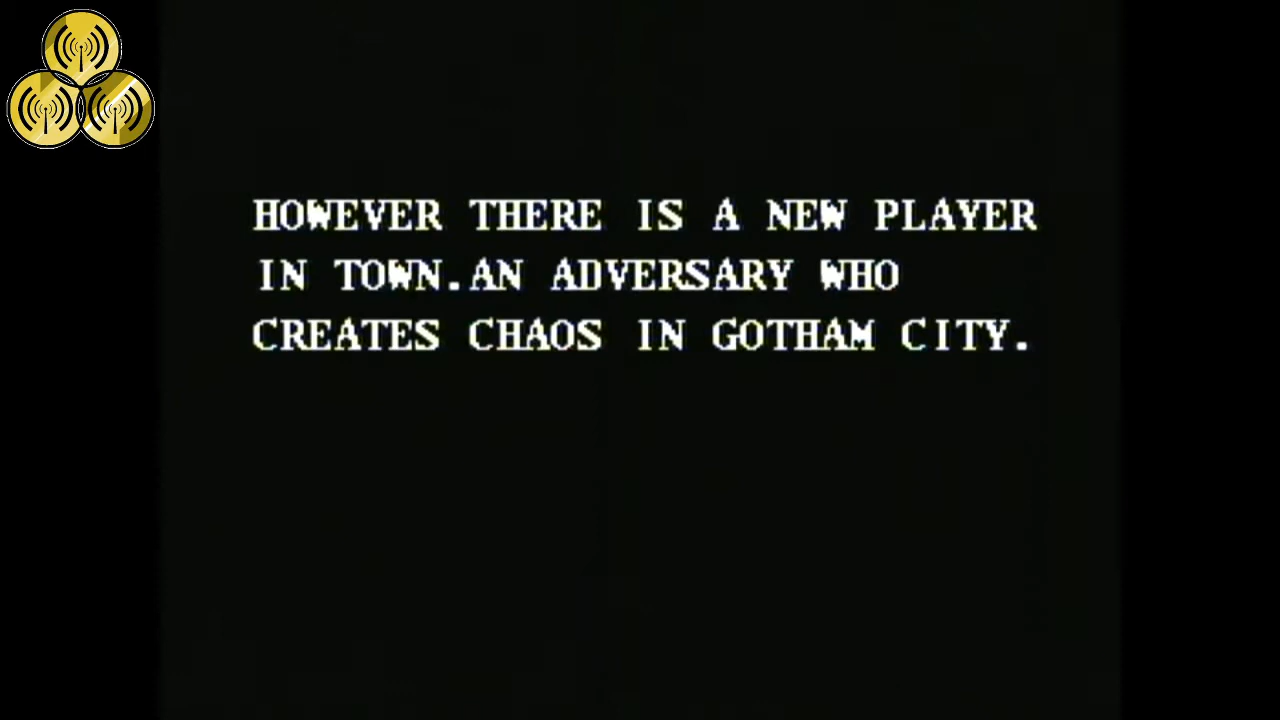 HOWEVER THERE IS A NEW PLAYER
IN TOWN.AN ADVERSARY WHO
CREATES CHAOS IN GOTHAM CITY.